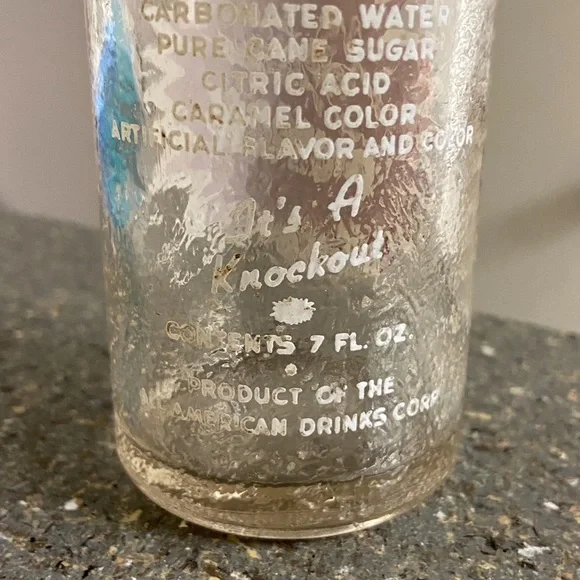 CARBONATED WATER
PURE CANE SUGAR
CITRIC ACID
CARAMEL COLOR
ARTIFICIAL FLAVOR AND COLOR
It's A
Knockout
CONTENTS 7 FL. OZ.
PRODUCT OF THE
ALL AMERICAN DRINKS CORP.